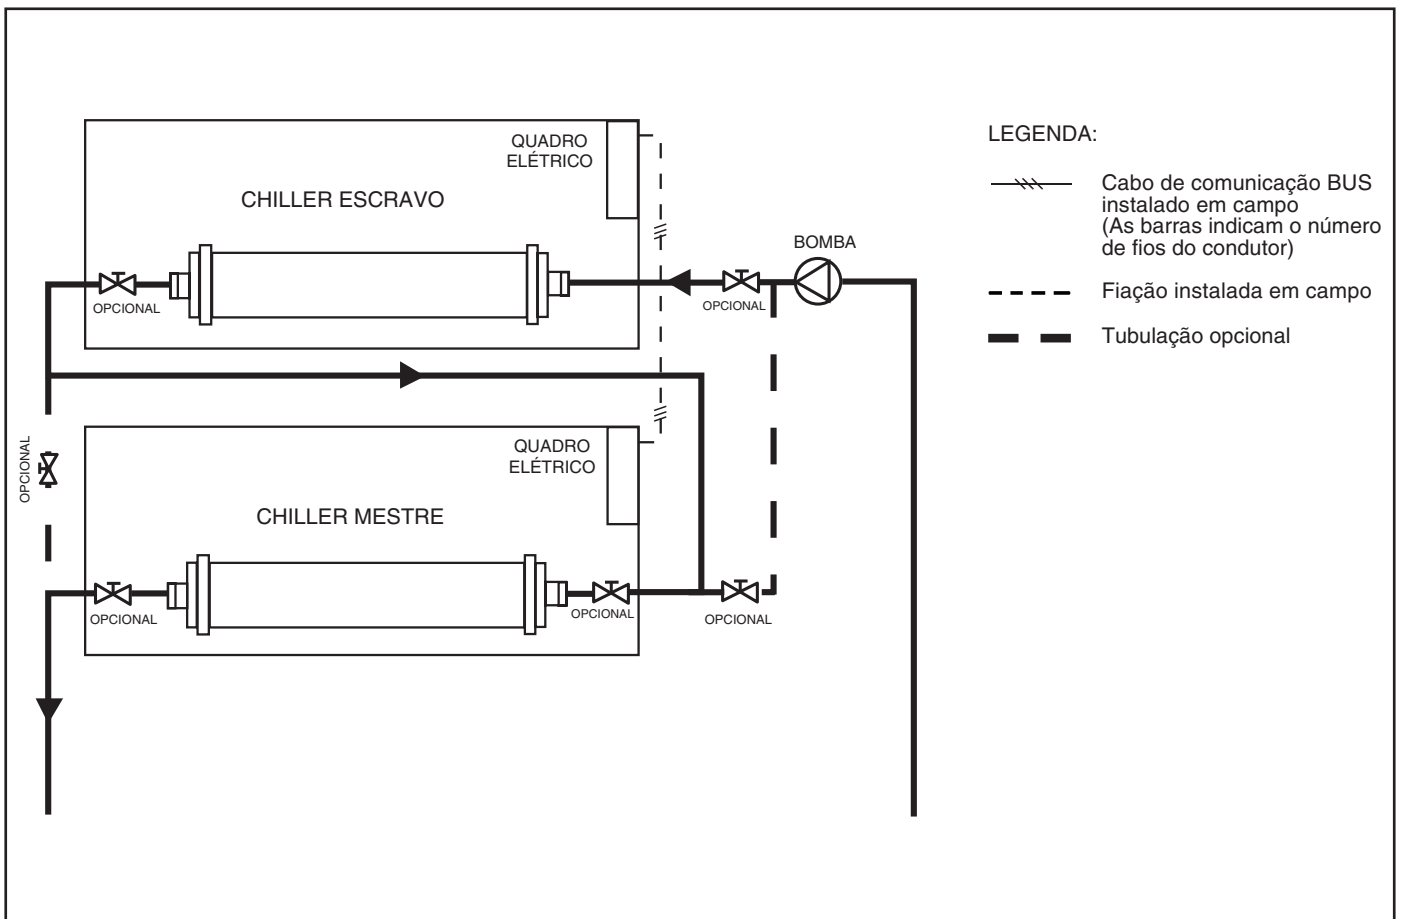 QUADRO
ELÉTRICO
CHILLER ESCRAVO
OPCIONAL
BOMBA
OPCIONAL
OPCIONAL
QUADRO
ELÉTRICO
CHILLER MESTRE
OPCIONAL
OPCIONAL
OPCIONAL
LEGENDA:
Cabo de comunicação BUS
instalado em campo
(As barras indicam o número
de fios do condutor)
Fiação instalada em campo
Tubulação opcional